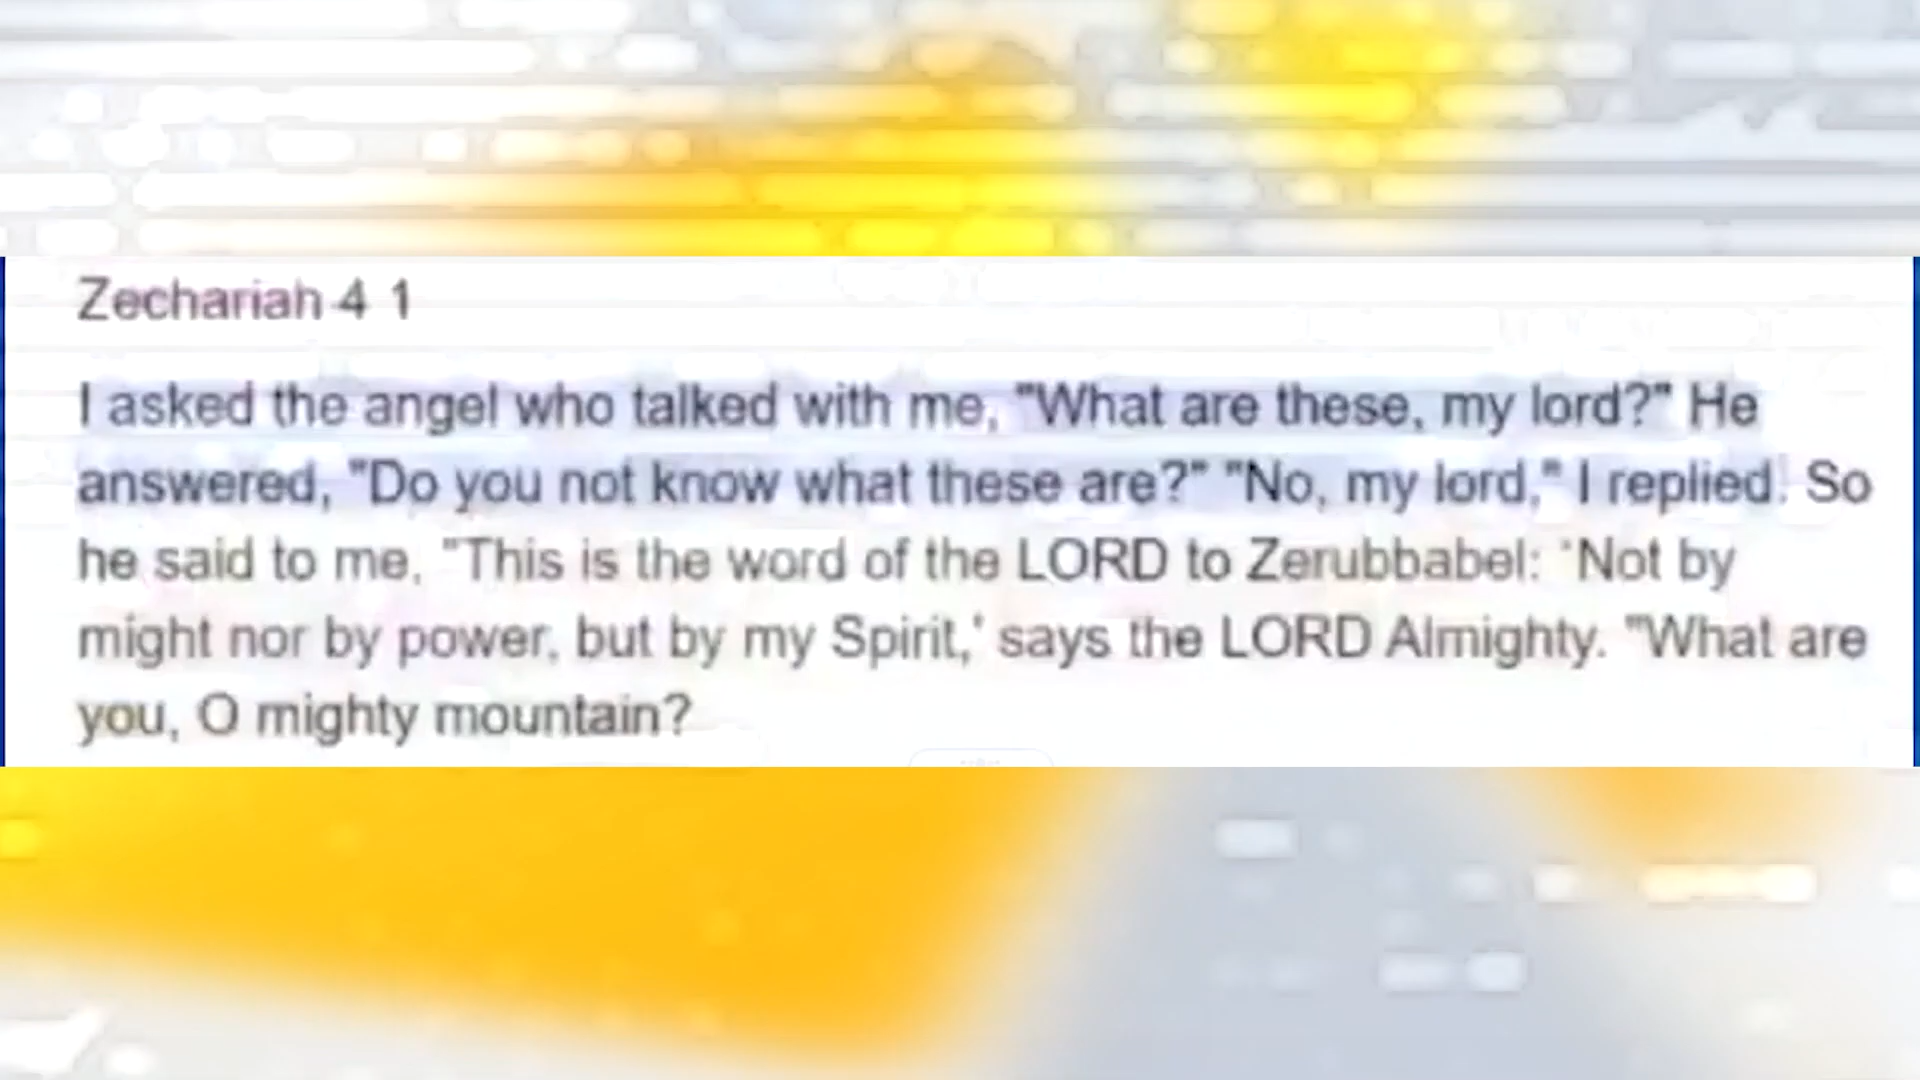 Zechariah 4 1
I asked the angel who talked with me, "What are these, my lord?" He
answered, "Do you not know what these are?" "No, my lord," I replied. So
he said to me, "This is the word of the LORD to Zerubbabel: 'Not by
might nor by power, but by my Spirit,' says the LORD Almighty. "What are
you, O mighty mountain?